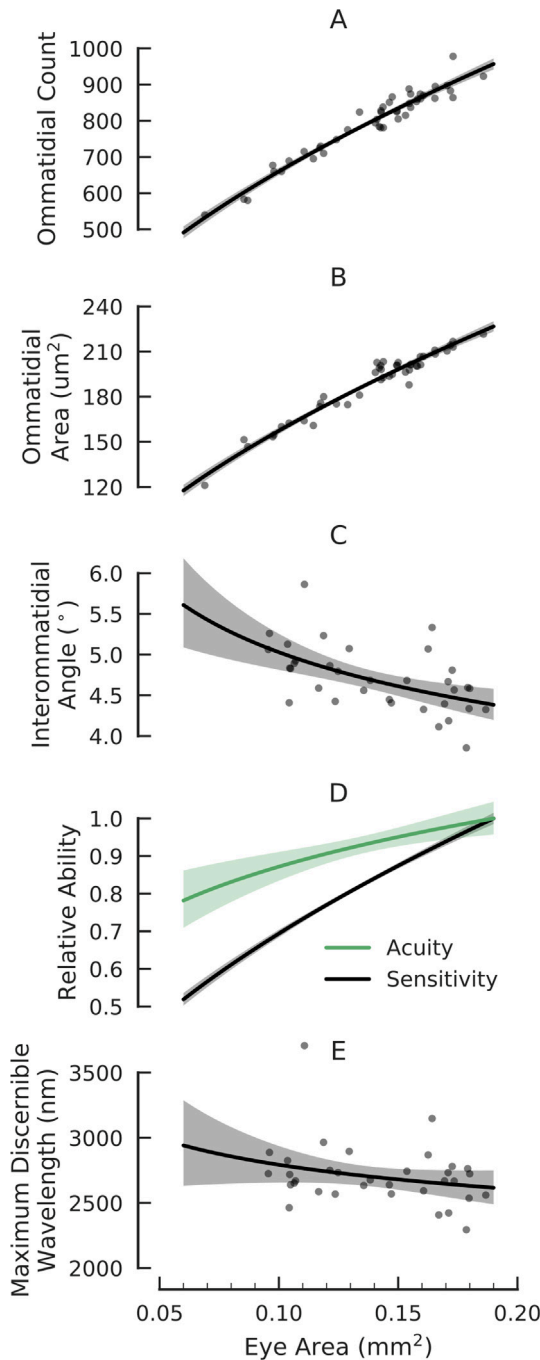 A
Ommatidial Count
1000
900
800
700
600
500
B
Ommatidial
Area (um²)
240
210
180
150
120
C
Interommatidial
Angle (°)
6.0
5.5
5.0
4.5
4.0
D
Relative Ability
1.0
0.9
0.8
0.7
0.6
0.5
Acuity
Sensitivity
E
Maximum Discernible
Wavelength (nm)
3500
3000
2500
2000
0.05 0.10 0.15 0.20
Eye Area (mm²)